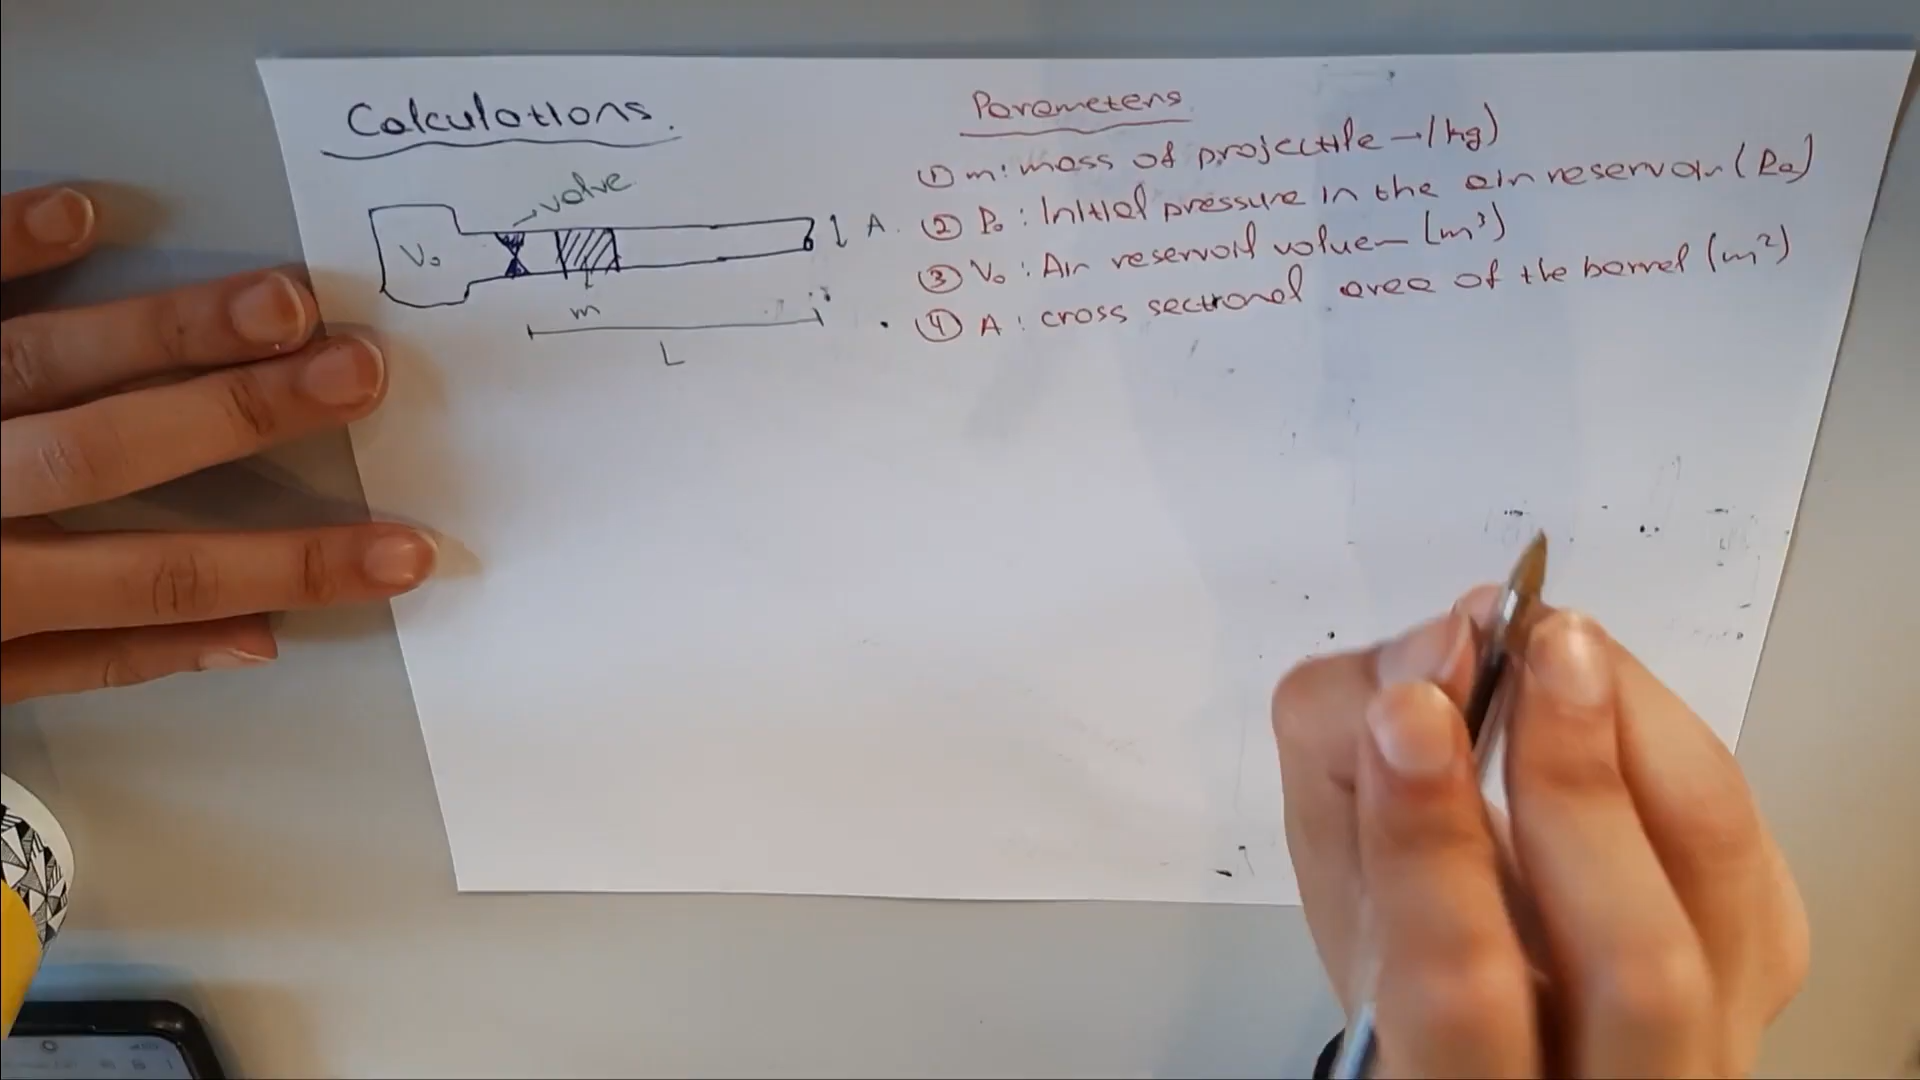 Calculations.
valve
V₀
A.
m
L
Parameters
① m: mass of projectile → (kg)
② P₀ : Initial pressure in the air reservoir (Pa)
③ V₀ : Air reservoir volume (m³)
④ A : cross sectional area of the barrel (m²)